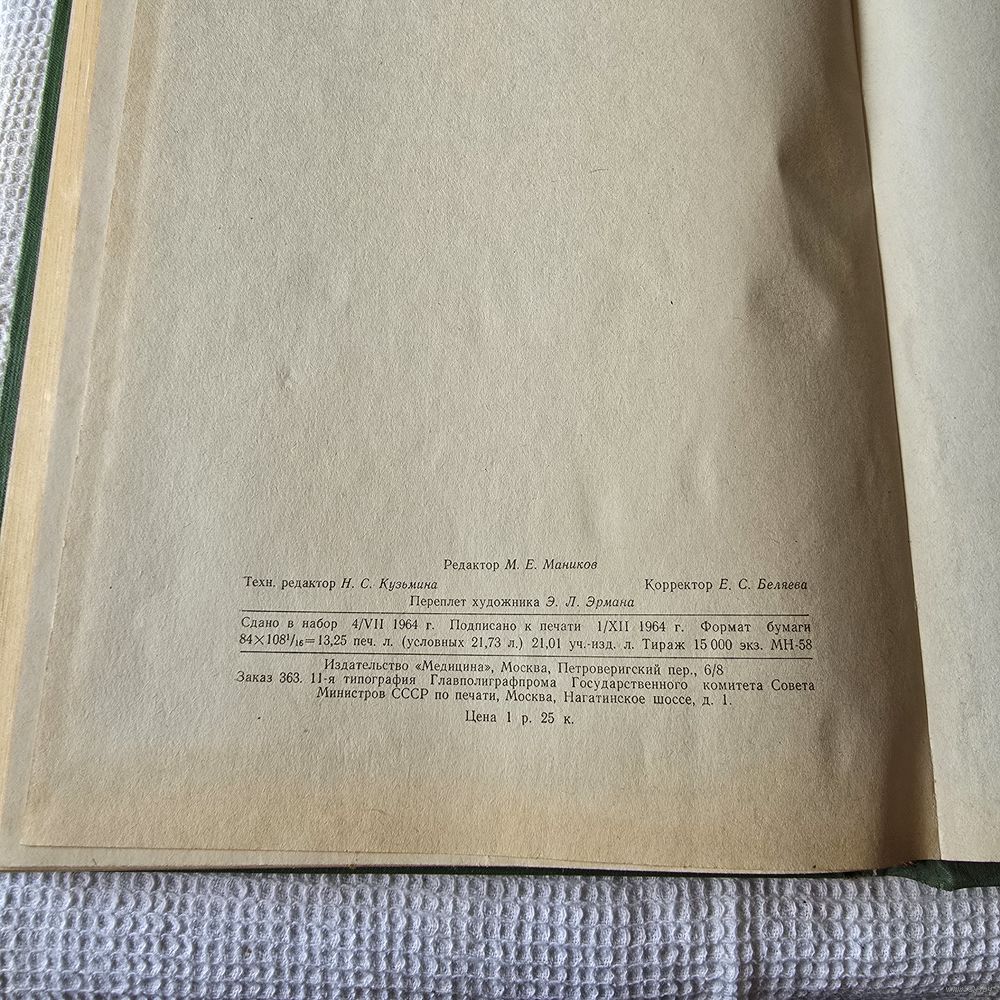 Редактор М. Е. Маников
Техн. редактор Н. С. Кузьмина Корректор Е. С. Беляева
Переплет художника Э. Л. Эрмана
Сдано в набор 4/VII 1964 г. Подписано к печати 1/XII 1964 г. Формат бумаги
84×108¹/₁₆=13,25 печ. л. (условных 21,73 л.) 21,01 уч.-изд. л. Тираж 15 000 экз. МН-58
Издательство «Медицина», Москва, Петроверигский пер., 6/8
Заказ 363. 11-я типография Главполиграфпрома Государственного комитета Совета
Министров СССР по печати, Москва, Нагатинское шоссе, д. 1.
Цена 1 р. 25 к.